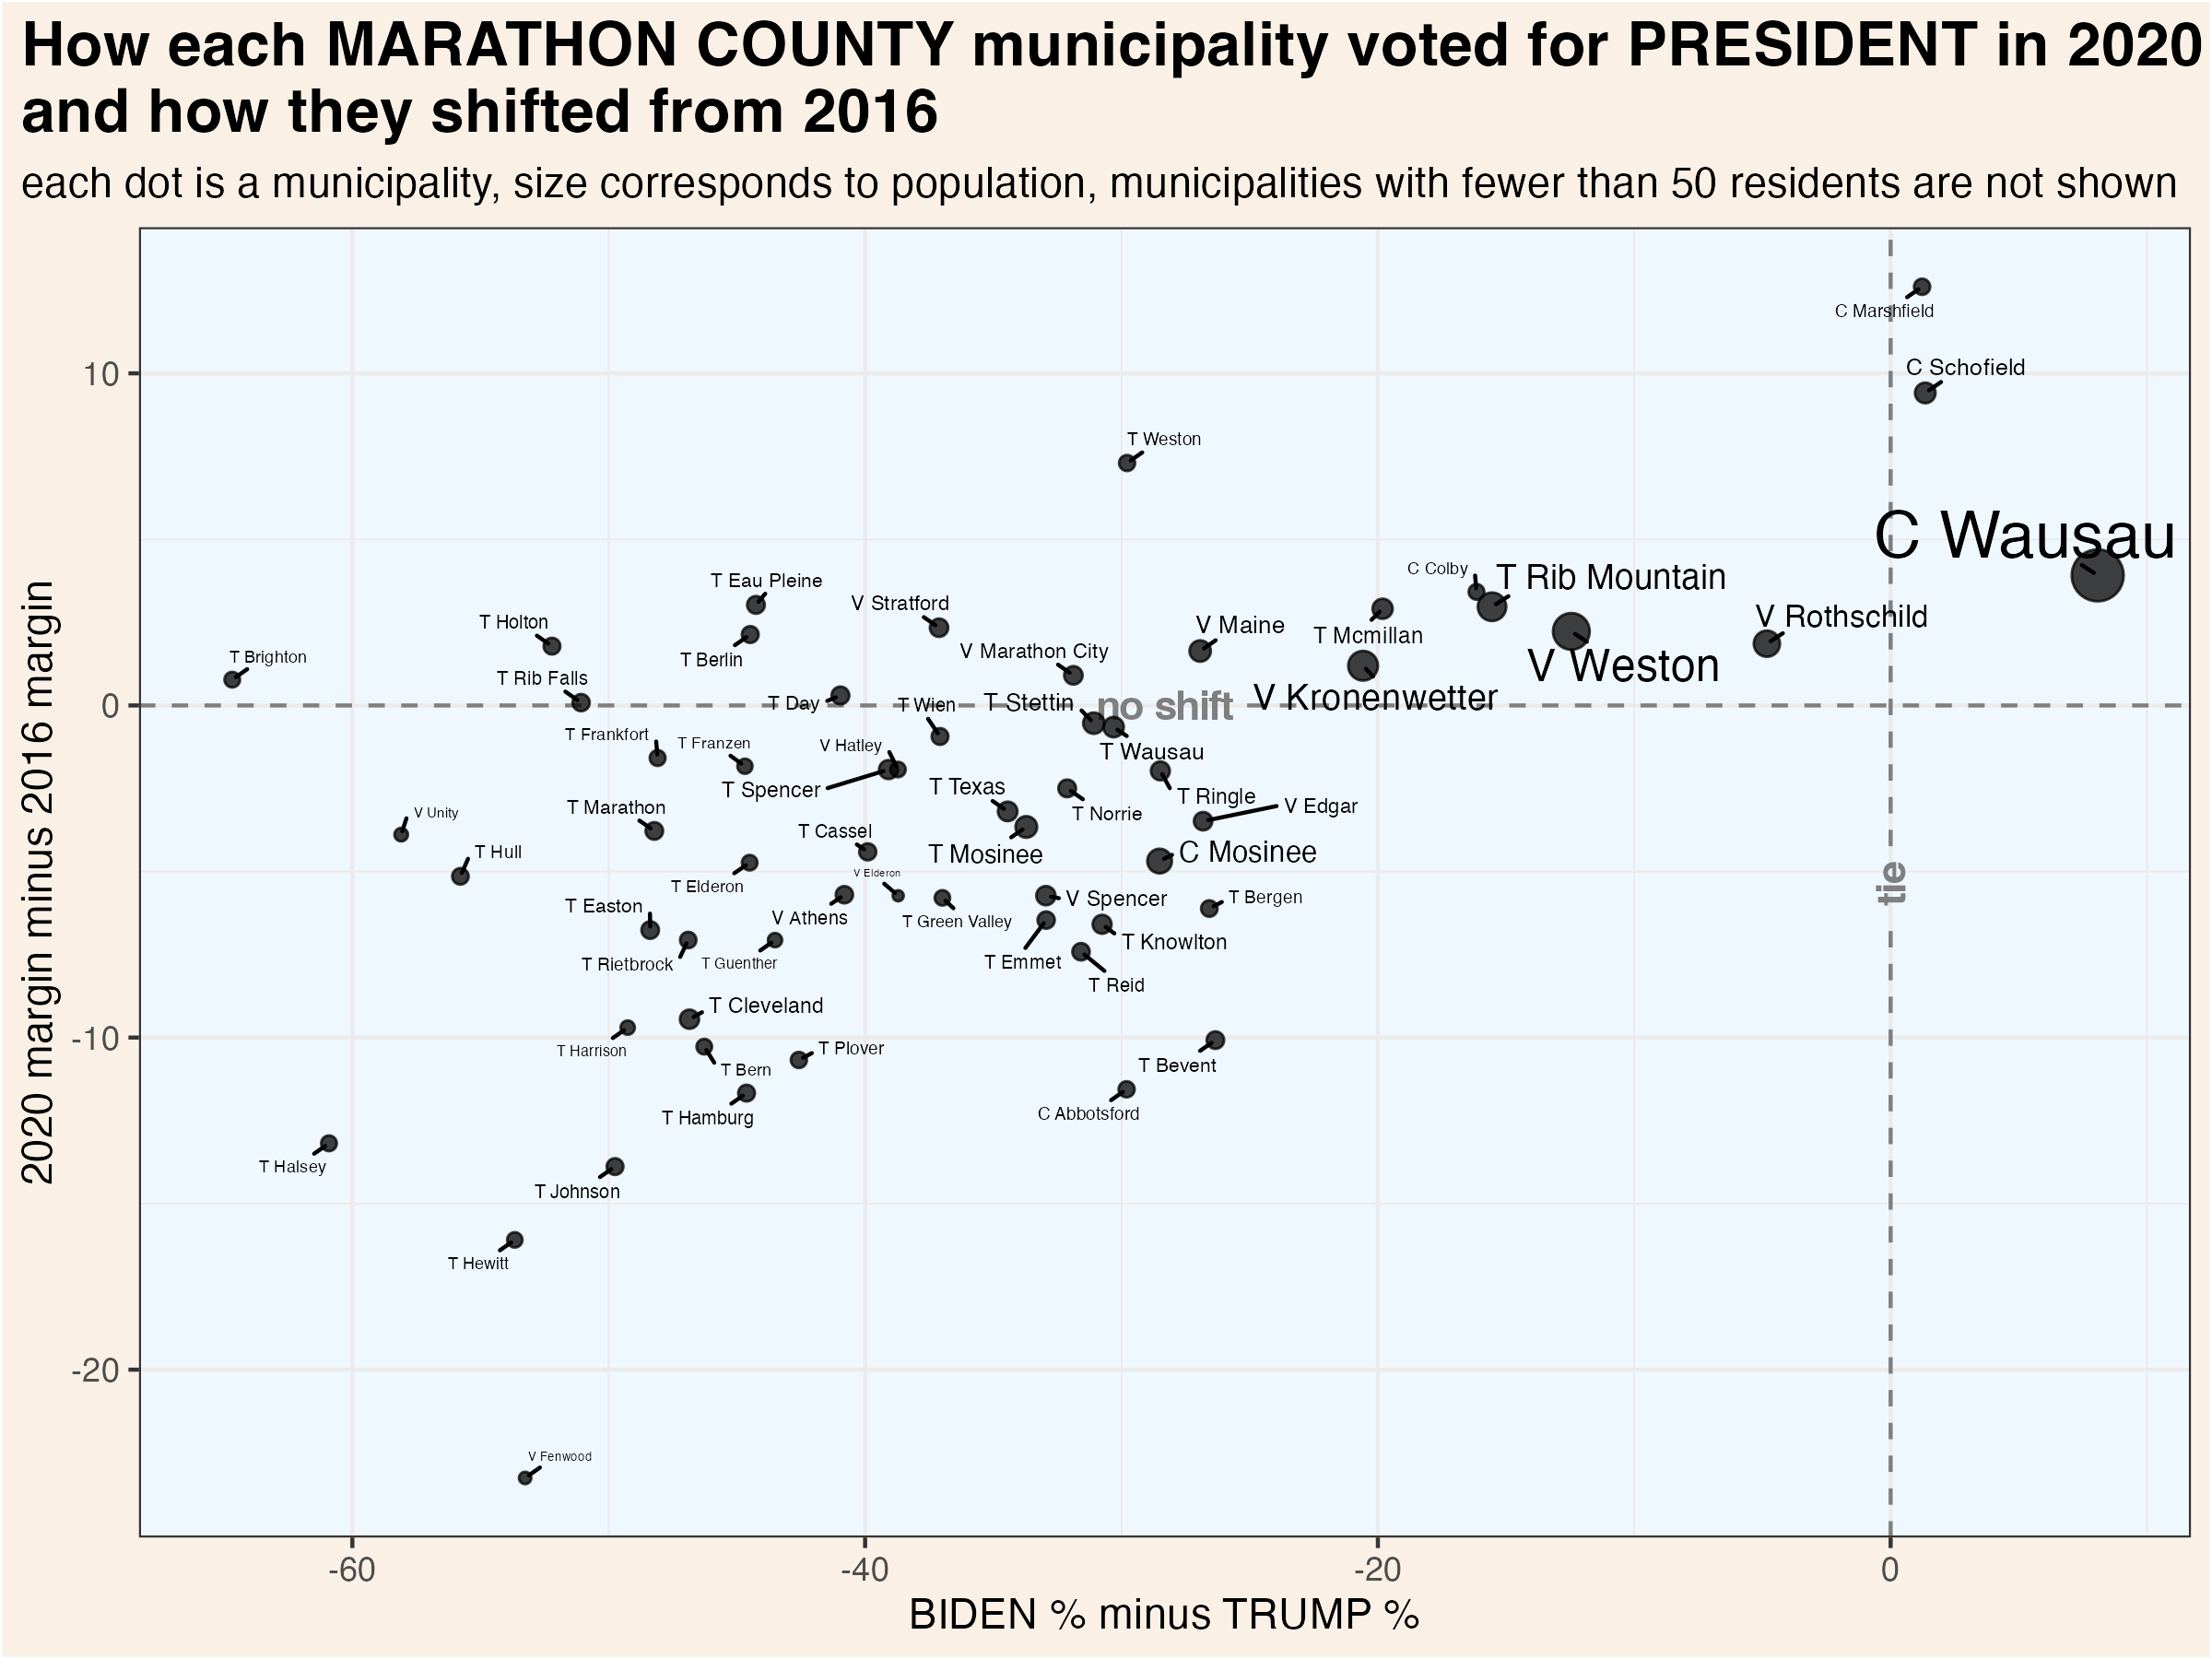 How each MARATHON COUNTY municipality voted for PRESIDENT in 2020
and how they shifted from 2016
each dot is a municipality, size corresponds to population, municipalities with fewer than 50 residents are not shown
2020 margin minus 2016 margin
10
0
-10
-20
C Marshfield
C Schofield
T Weston
C Wausau
C Colby
T Rib Mountain
T Eau Pleine
V Stratford
V Rothschild
T Holton
V Maine
T Mcmillan
V Marathon City
T Brighton
T Berlin
V Weston
T Rib Falls
V Kronenwetter
T Day
T Wien
T Stettin
no shift
T Frankfort
T Franzen
V Hatley
T Wausau
T Spencer
T Texas
T Ringle
V Edgar
T Marathon
V Unity
T Norrie
T Cassel
T Hull
T Mosinee
C Mosinee
V Elderon
tie
T Elderon
T Easton
V Athens
T Green Valley
V Spencer
T Bergen
T Knowlton
T Rietbrock
T Guenther
T Emmet
T Reid
T Cleveland
T Harrison
T Plover
T Bern
T Bevent
T Hamburg
C Abbotsford
T Halsey
T Johnson
T Hewitt
V Fenwood
-60
-40
-20
0
BIDEN % minus TRUMP %